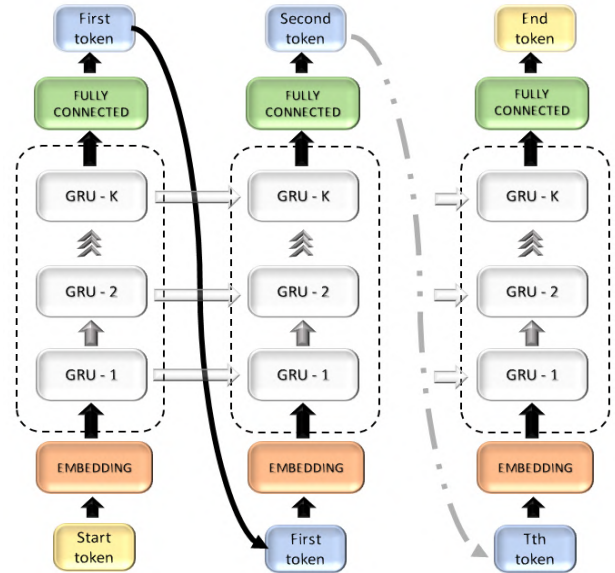 First
token
Second
token
End
token
FULLY
CONNECTED
FULLY
CONNECTED
FULLY
CONNECTED
GRU - K
GRU - K
GRU - K
GRU - 2
GRU - 2
GRU - 2
GRU - 1
GRU - 1
GRU - 1
EMBEDDING
EMBEDDING
EMBEDDING
Start
token
First
token
Tth
token